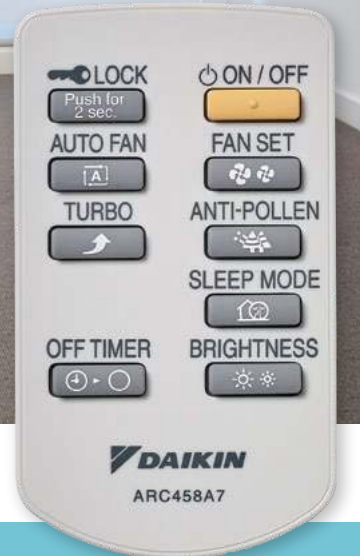 LOCK ON / OFF
Push for
2 sec.
AUTO FAN FAN SET
A
TURBO ANTI-POLLEN
SLEEP MODE
OFF TIMER BRIGHTNESS
DAIKIN
ARC458A7